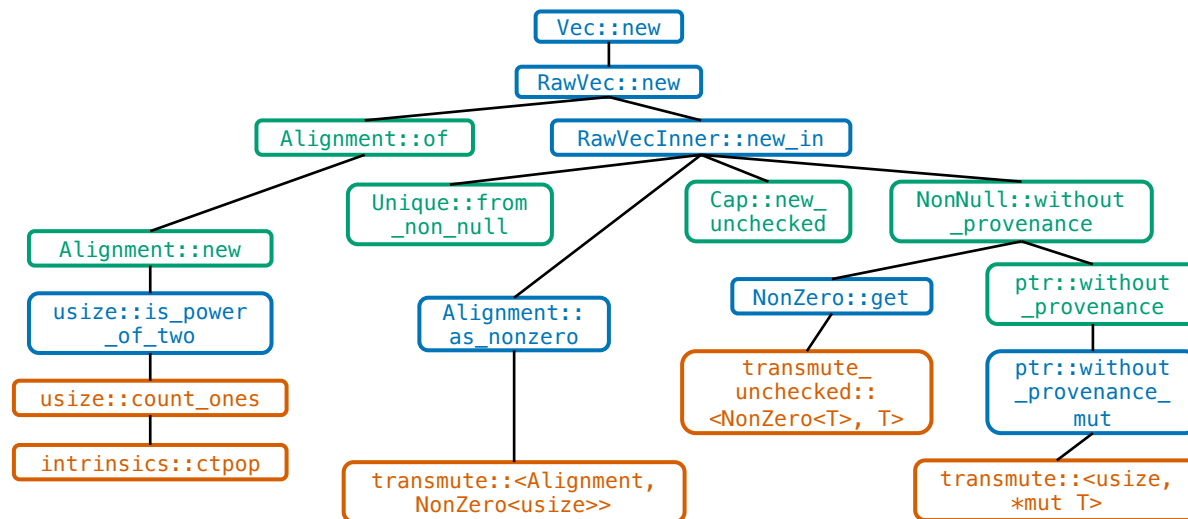 Vec::new
RawVec::new
Alignment::of
RawVecInner::new_in
Unique::from
_non_null
Cap::new_
unchecked
NonNull::without
_provenance
Alignment::new
usize::is_power
_of_two
Alignment::
as_nonzero
NonZero::get
ptr::without
_provenance
usize::count_ones
transmute_
unchecked::
<NonZero<T>, T>
ptr::without
_provenance_
mut
intrinsics::ctpop
transmute::<Alignment,
NonZero<usize>>
transmute::<usize,
*mut T>